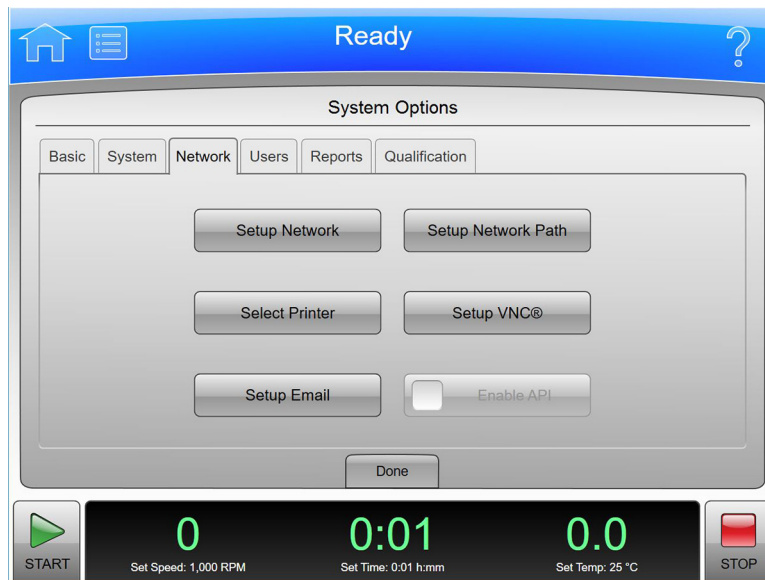 Ready
?
System Options
Basic System Network Users Reports Qualification
Setup Network Setup Network Path
Select Printer Setup VNC®
Setup Email Enable API
Done
0 0:01 0.0
START Set Speed: 1,000 RPM Set Time: 0:01 h:mm Set Temp: 25 °C STOP